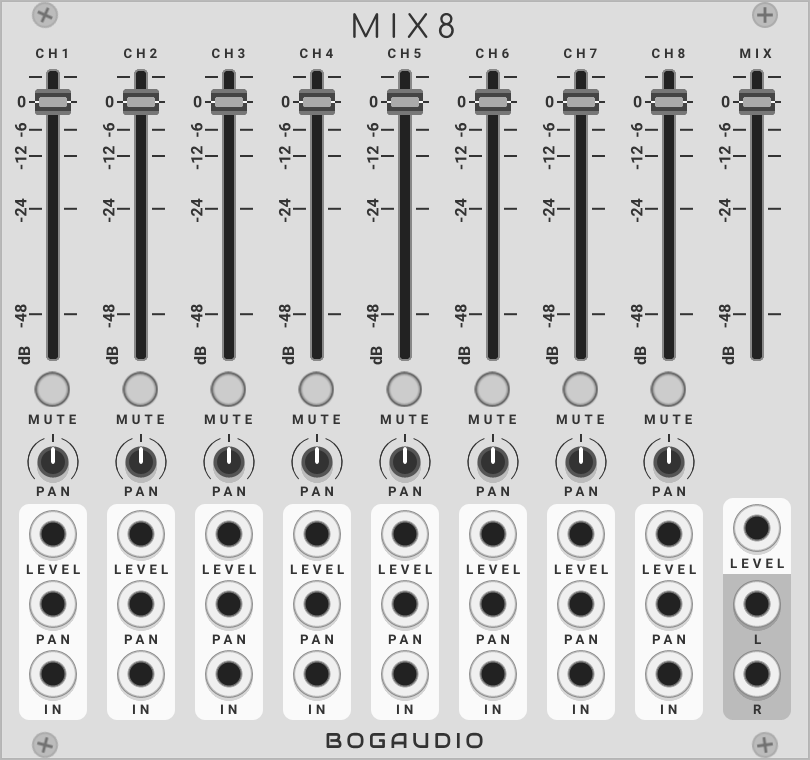 MIX8
CH1 CH2 CH3 CH4 CH5 CH6 CH7 CH8 MIX
0 0 0 0 0 0 0 0 0
-6 -6 -6 -6 -6 -6 -6 -6 -6
-12 -12 -12 -12 -12 -12 -12 -12 -12
-24 -24 -24 -24 -24 -24 -24 -24 -24
-48 -48 -48 -48 -48 -48 -48 -48 -48
dB dB dB dB dB dB dB dB dB
MUTE MUTE MUTE MUTE MUTE MUTE MUTE MUTE
PAN PAN PAN PAN PAN PAN PAN PAN
LEVEL LEVEL LEVEL LEVEL LEVEL LEVEL LEVEL LEVEL LEVEL
PAN PAN PAN PAN PAN PAN PAN PAN L
IN IN IN IN IN IN IN IN R
BOGAUDIO